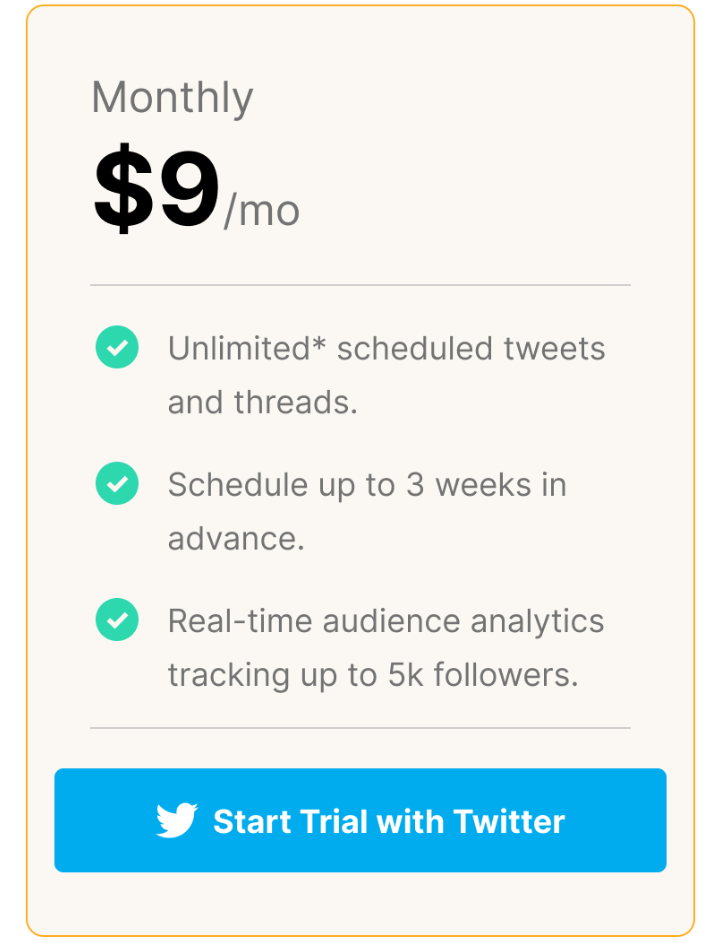 Monthly
$9/mo
Unlimited* scheduled tweets
and threads.
Schedule up to 3 weeks in
advance.
Real-time audience analytics
tracking up to 5k followers.
Start Trial with Twitter